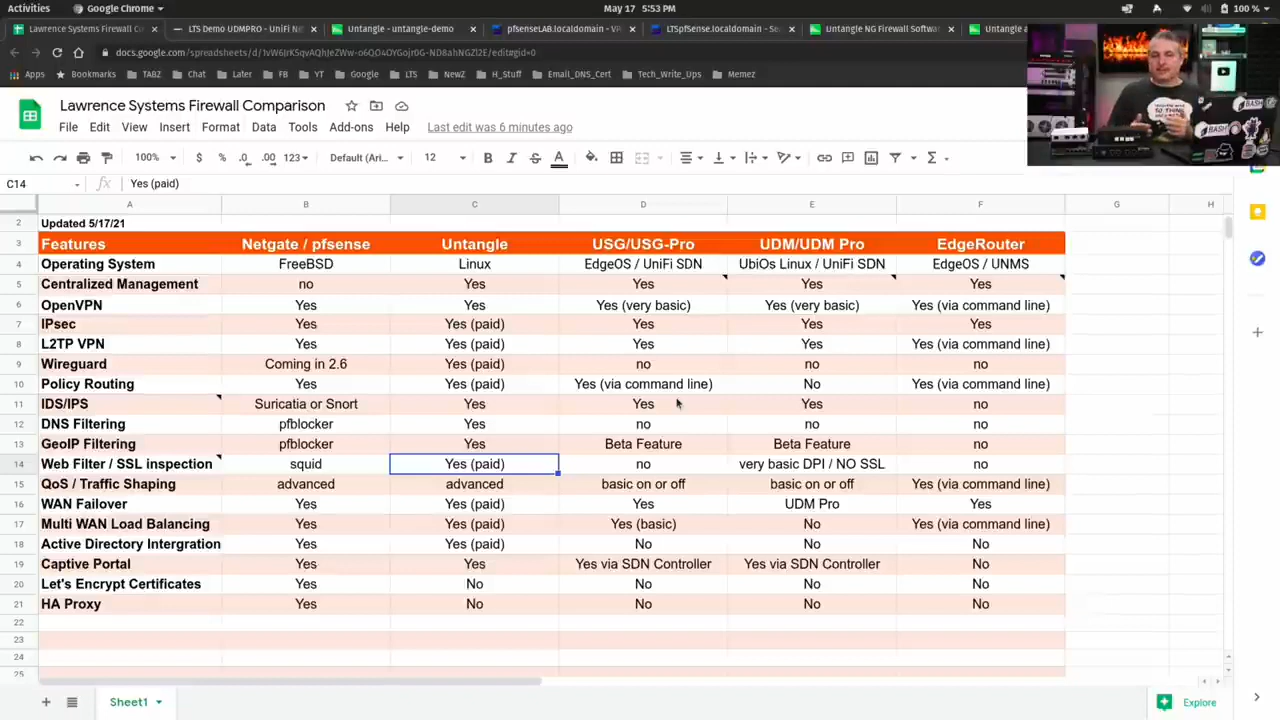 Activities Google Chrome May 17 5:53 PM 100 %
Lawrence Systems Firewall C × LTS Demo UDMPRO - UniFi N × Untangle - untangle-demo × pfsenseLAB.localdomain - VP × LTSpfSense.localdomain - Se × Untangle NG Firewall Softwa × Untangle a
Apps Bookmarks TABZ Chat Later FB YT Google LTS NewZ H_Stuff Email_DNS_Cert Tech_Write_Ups Memez
Lawrence Systems Firewall Comparison
File Edit View Insert Format Data Tools Add-ons Help Last edit was 6 minutes ago
100% $ % .0 .00 123 Default (Ari... 12 B I S A
C14 fx Yes (paid)
A B C D E F G H
2 Updated 5/17/21
3 Features Netgate / pfsense Untangle USG/USG-Pro UDM/UDM Pro EdgeRouter
4 Operating System FreeBSD Linux EdgeOS / UniFi SDN UbiOs Linux / UniFi SDN EdgeOS / UNMS
5 Centralized Management no Yes Yes Yes Yes
6 OpenVPN Yes Yes Yes (very basic) Yes (very basic) Yes (via command line)
7 IPsec Yes Yes (paid) Yes Yes Yes
8 L2TP VPN Yes Yes (paid) Yes Yes Yes (via command line)
9 Wireguard Coming in 2.6 Yes (paid) no no no
10 Policy Routing Yes Yes (paid) Yes (via command line) No Yes (via command line)
11 IDS/IPS Suricatia or Snort Yes Yes Yes no
12 DNS Filtering pfblocker Yes no no no
13 GeoIP Filtering pfblocker Yes Beta Feature Beta Feature no
14 Web Filter / SSL inspection squid Yes (paid) no very basic DPI / NO SSL no
15 QoS / Traffic Shaping advanced advanced basic on or off basic on or off Yes (via command line)
16 WAN Failover Yes Yes (paid) Yes UDM Pro Yes
17 Multi WAN Load Balancing Yes Yes (paid) Yes (basic) No Yes (via command line)
18 Active Directory Intergration Yes Yes (paid) No No No
19 Captive Portal Yes Yes Yes via SDN Controller Yes via SDN Controller No
20 Let's Encrypt Certificates Yes No No No No
21 HA Proxy Yes No No No No
22
23
24
25
Sheet1 Explore